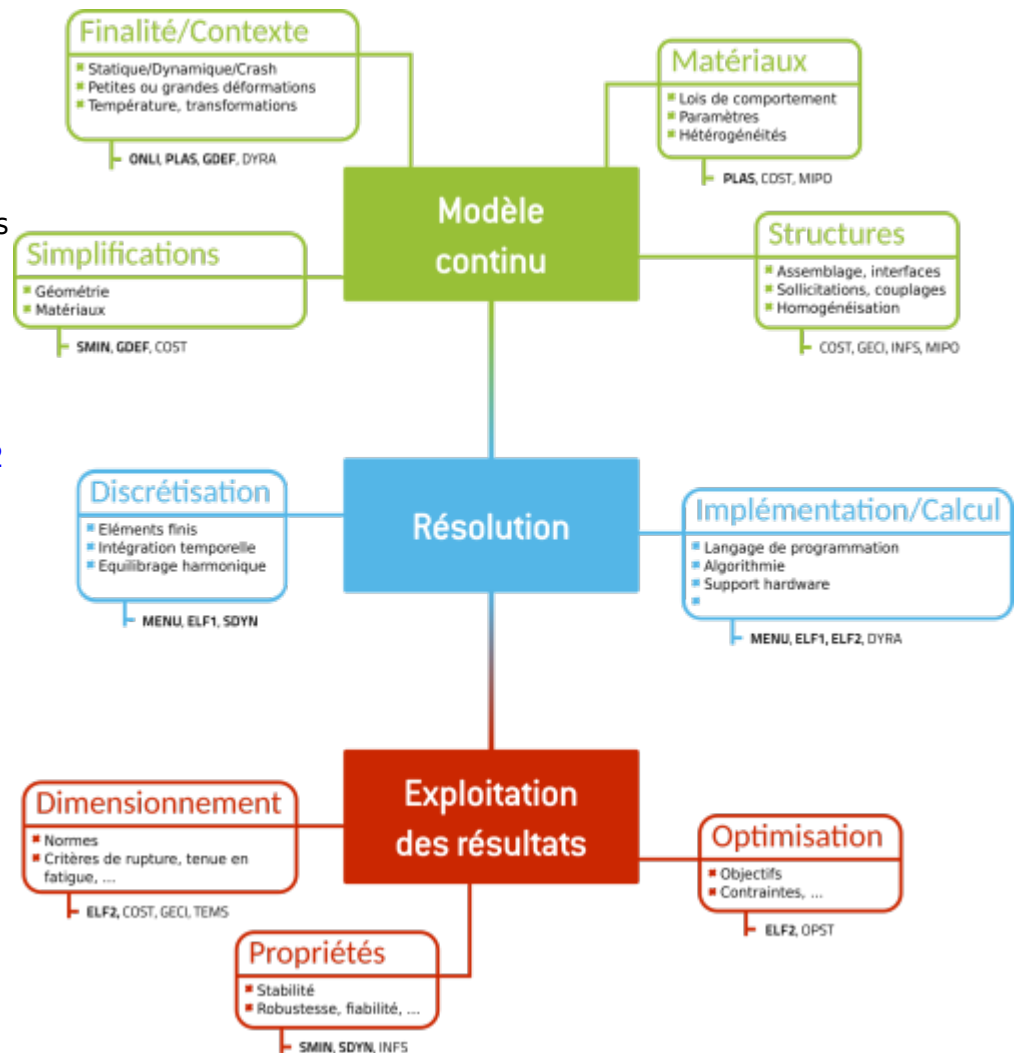 Finalité/Contexte
Statique/Dynamique/Crash
Petites ou grandes déformations
Température, transformations
ONLI, PLAS, GDEF, DYRA
Matériaux
Lois de comportement
Paramètres
Hétérogénéités
PLAS, COST, MIPO
Modèle
continu
s
Simplifications
Géométrie
Matériaux
SMIN, GDEF, COST
Structures
Assemblage, interfaces
Sollicitations, couplages
Homogénéisation
COST, GECI, INFS, MIPO
2
Discrétisation
Eléments finis
Intégration temporelle
Equilibrage harmonique
MENU, ELF1, SDYN
Résolution
Implémentation/Calcul
Langage de programmation
Algorithmie
Support hardware
MENU, ELF1, ELF2, DYRA
Exploitation
des résultats
Dimensionnement
Normes
Critères de rupture, tenue en
fatigue, ...
ELF2, COST, GECI, TEMS
Optimisation
Objectifs
Contraintes, ...
ELF2, OPST
Propriétés
Stabilité
Robustesse, fiabilité, ...
SMIN, SDYN, INFS